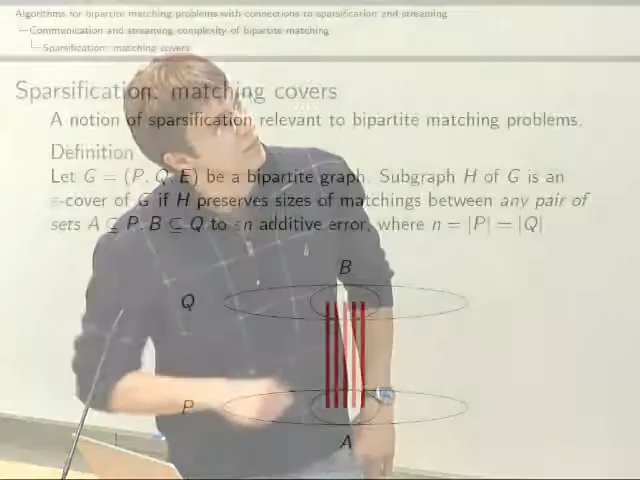 Algorithms for bipartite matching problems with connections to sparsification and streaming
Communication and streaming complexity of bipartite matching
Sparsification: matching covers
Sparsification: matching covers
A notion of sparsification relevant to bipartite matching problems.
Definition
Let G = (P, Q, E) be a bipartite graph. Subgraph H of G is an
ε-cover of G if H preserves sizes of matchings between any pair of
sets A ⊆ P, B ⊆ Q to εn additive error, where n = |P| = |Q|
B
Q
P
A